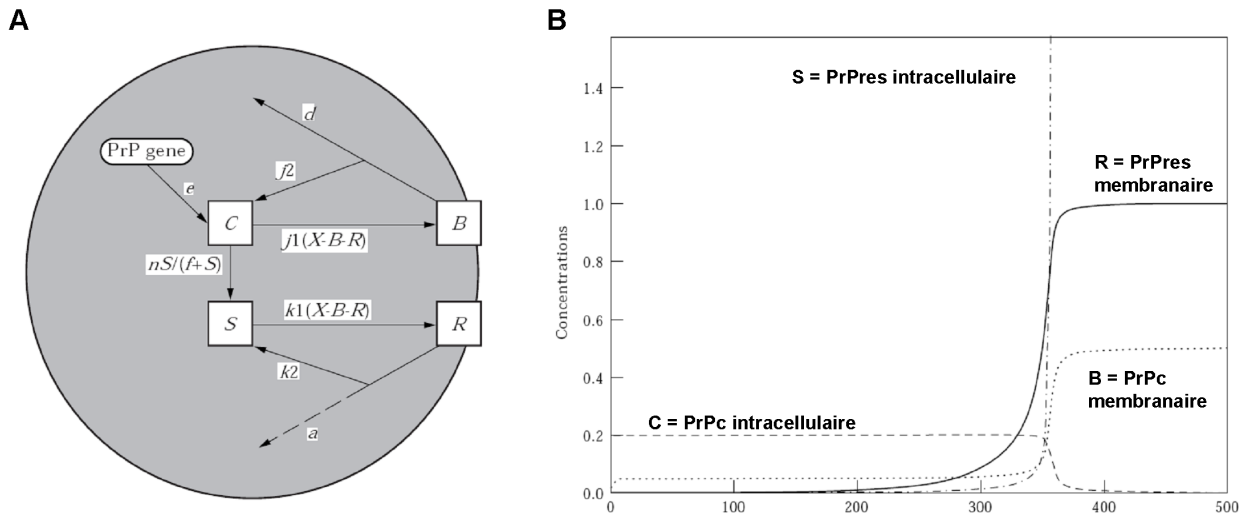 A
PrP gene
e
d
j2
C
j1(X-B-R)
B
nS/(f+S)
S
k1(X-B-R)
R
k2
a
B
Concentrations
1.4
1.2
1.0
0.8
0.6
0.4
0.2
0.0
0
100
200
300
400
500
S = PrPres intracellulaire
R = PrPres
membranaire
B = PrPc
membranaire
C = PrPc intracellulaire